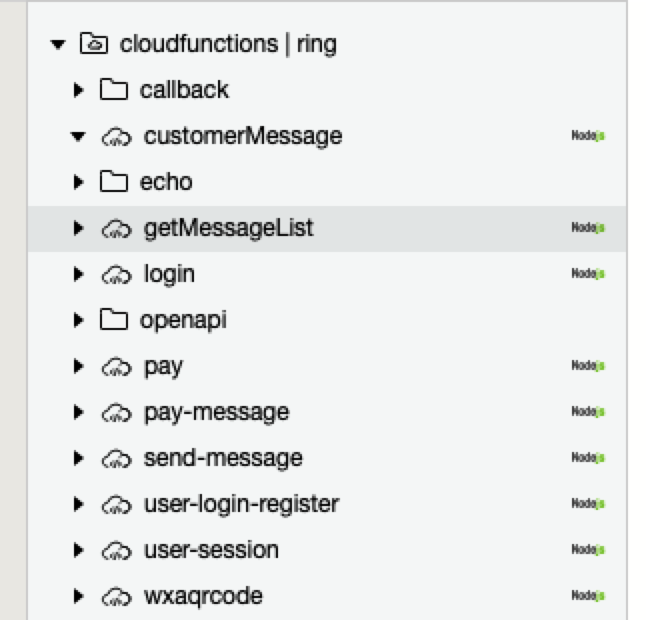 cloudfunctions | ring
callback
customerMessage Nodejs
echo
getMessageList Nodejs
login Nodejs
openapi
pay Nodejs
pay-message Nodejs
send-message Nodejs
user-login-register Nodejs
user-session Nodejs
wxaqrcode Nodejs